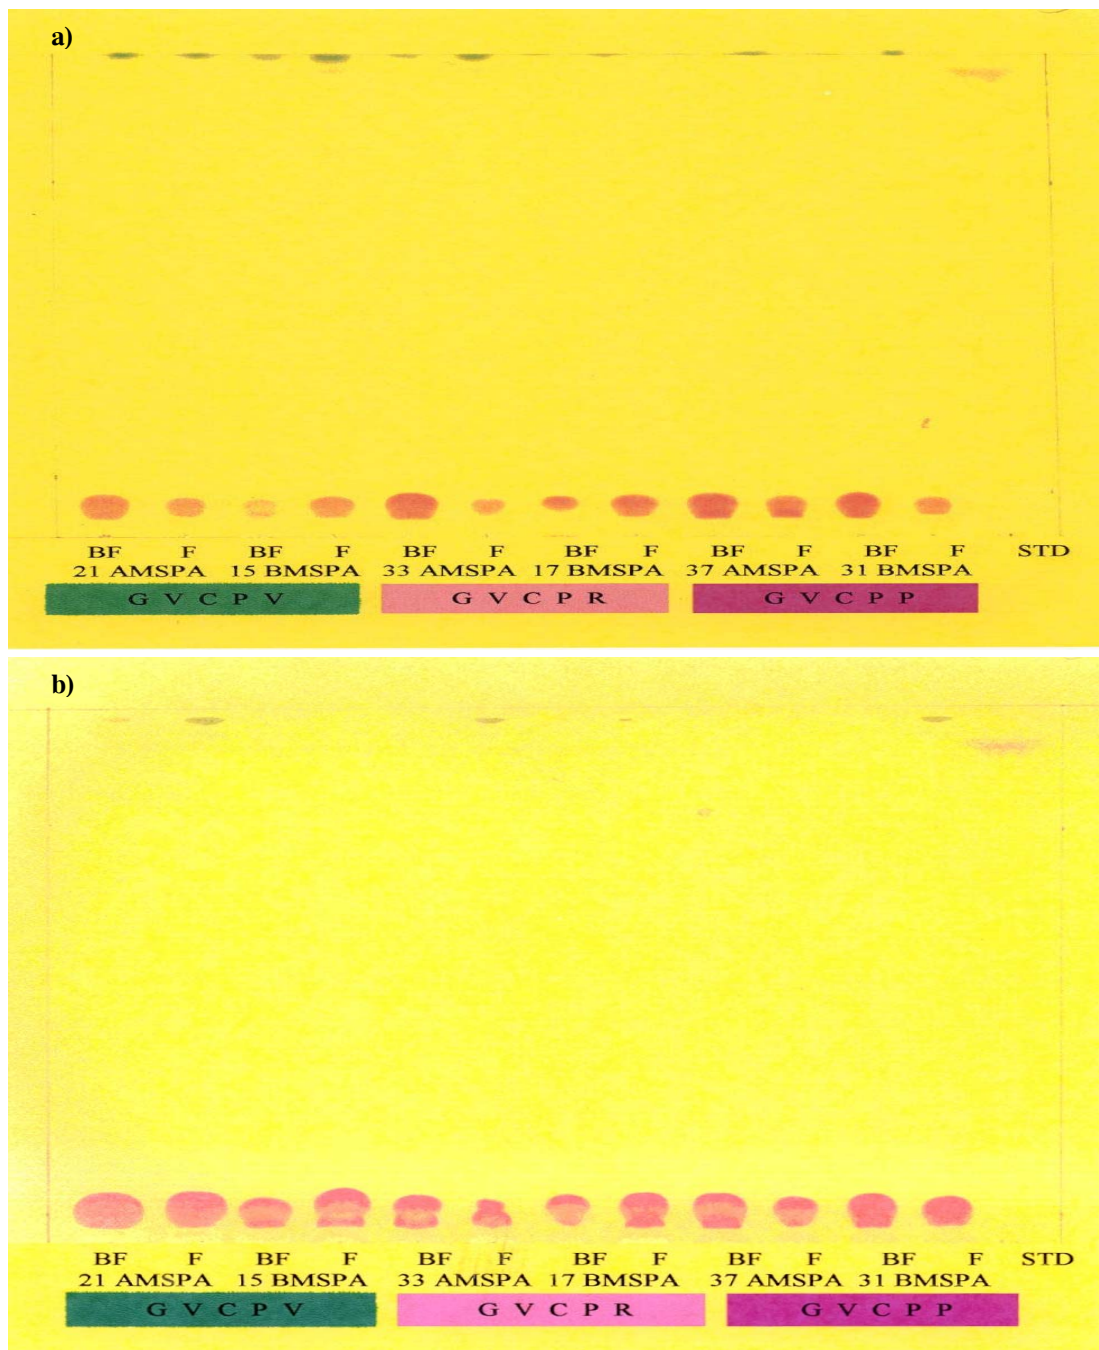 a)
BF F BF F BF F BF F BF F BF F STD
21 AMSPA 15 BMSPA 33 AMSPA 17 BMSPA 37 AMSPA 31 BMSPA
G V C P V G V C P R G V C P P
b)
BF F BF F BF F BF F BF F BF F STD
21 AMSPA 15 BMSPA 33 AMSPA 17 BMSPA 37 AMSPA 31 BMSPA
G V C P V G V C P R G V C P P